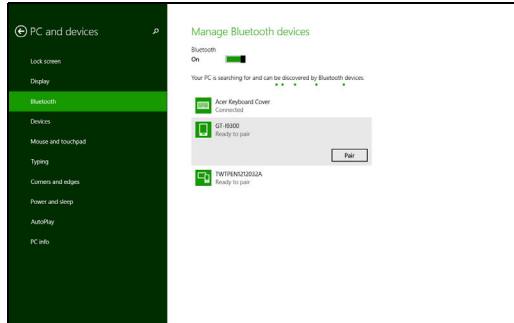 PC and devices
Lock screen
Display
Bluetooth
Devices
Mouse and touchpad
Typing
Corners and edges
Power and sleep
AutoPlay
PC info
Manage Bluetooth devices
Bluetooth
On
Your PC is searching for and can be discovered by Bluetooth devices.
Acer Keyboard Cover
Connected
GT-I9300
Ready to pair
Pair
TWTPEN1212032A
Ready to pair